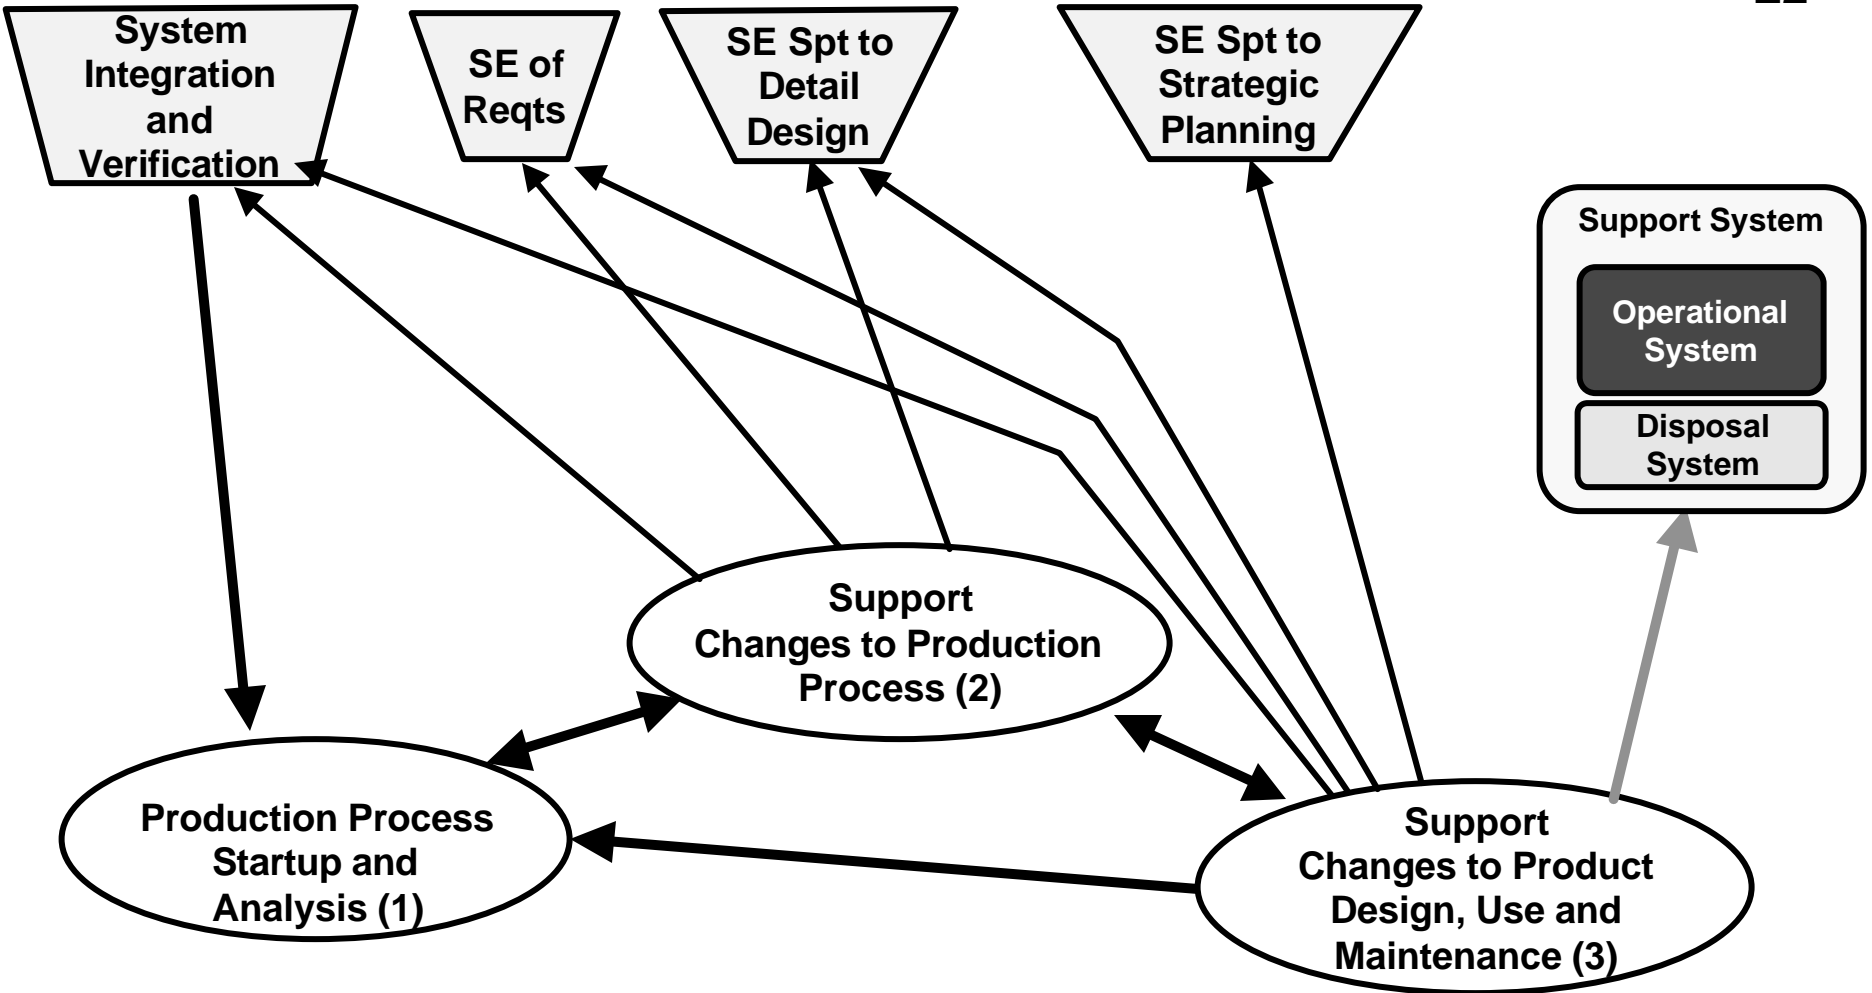 System
Integration
and
Verification
SE of
Reqts
SE Spt to
Detail
Design
SE Spt to
Strategic
Planning
Support System
Operational
System
Disposal
System
Support
Changes to Production
Process (2)
Production Process
Startup and
Analysis (1)
Support
Changes to Product
Design, Use and
Maintenance (3)